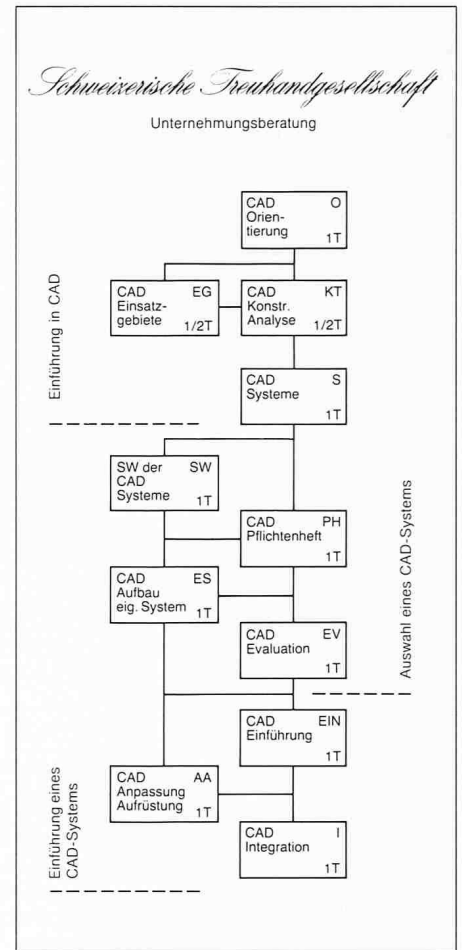 Schweizerische Treuhandgesellschaft
Unternehmungsberatung
CAD O
Orien-
tierung
1T
Einführung in CAD
CAD EG
Einsatz-
gebiete
1/2T
CAD KT
Konstr.
Analyse
1/2T
CAD S
Systeme
1T
SW der SW
CAD
Systeme
1T
CAD PH
Pflichtenheft
1T
Auswahl eines CAD-Systems
CAD ES
Aufbau
eig. System
1T
CAD EV
Evaluation
1T
CAD EIN
Einführung
1T
Einführung eines
CAD-Systems
CAD AA
Anpassung
Aufrüstung
1T
CAD I
Integration
1T